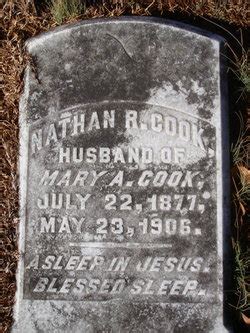 NATHAN R. COOK,
HUSBAND OF
MARY A. COOK,
JULY 22, 1877.
MAY, 23, 1906.
ASLEEP IN JESUS.
BLESSED SLEEP.